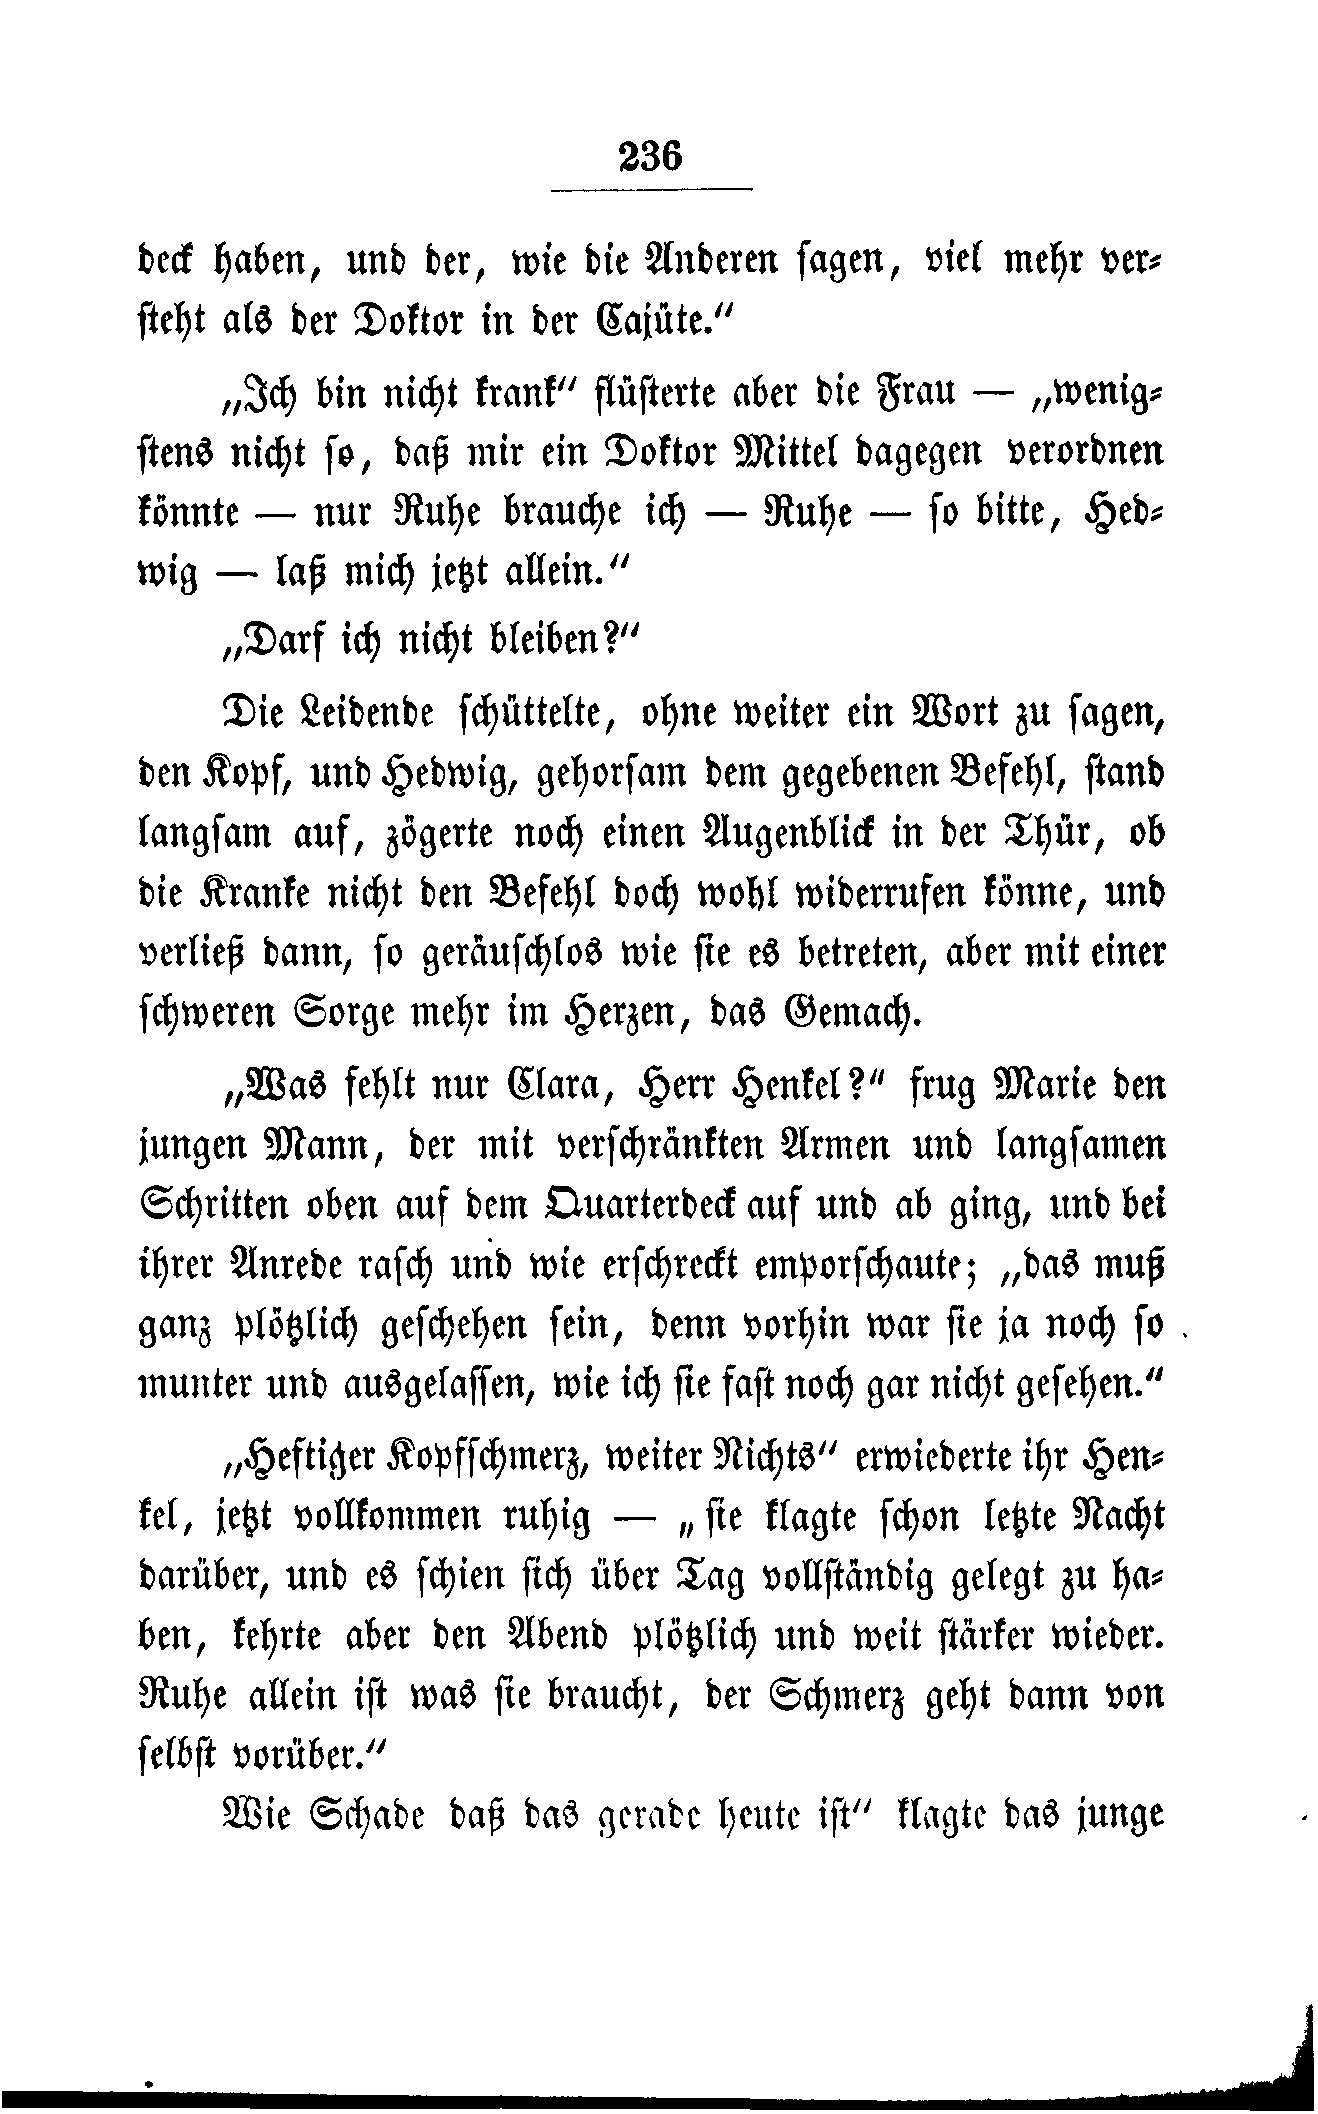 236
deck haben, und der, wie die Anderen sagen, viel mehr ver-
steht als der Doktor in der Cajüte.“
„Ich bin nicht krank“ flüsterte aber die Frau — „wenig-
stens nicht so, daß mir ein Doktor Mittel dagegen verordnen
könnte — nur Ruhe brauche ich — Ruhe — so bitte, Hed-
wig — laß mich jetzt allein.“
„Darf ich nicht bleiben?“
Die Leidende schüttelte, ohne weiter ein Wort zu sagen,
den Kopf, und Hedwig, gehorsam dem gegebenen Befehl, stand
langsam auf, zögerte noch einen Augenblick in der Thür, ob
die Kranke nicht den Befehl doch wohl widerrufen könne, und
verließ dann, so geräuschlos wie sie es betreten, aber mit einer
schweren Sorge mehr im Herzen, das Gemach.
„Was fehlt nur Clara, Herr Henkel?“ frug Marie den
jungen Mann, der mit verschränkten Armen und langsamen
Schritten oben auf dem Quarterdeck auf und ab ging, und bei
ihrer Anrede rasch und wie erschreckt emporschaute; „das muß
ganz plötzlich geschehen sein, denn vorhin war sie ja noch so
munter und ausgelassen, wie ich sie fast noch gar nicht gesehen.“
„Heftiger Kopfschmerz, weiter Nichts“ erwiederte ihr Hen-
kel, jetzt vollkommen ruhig — „sie klagte schon letzte Nacht
darüber, und es schien sich über Tag vollständig gelegt zu ha-
ben, kehrte aber den Abend plötzlich und weit stärker wieder.
Ruhe allein ist was sie braucht, der Schmerz geht dann von
selbst vorüber.“
Wie Schade daß das gerade heute ist“ klagte das junge